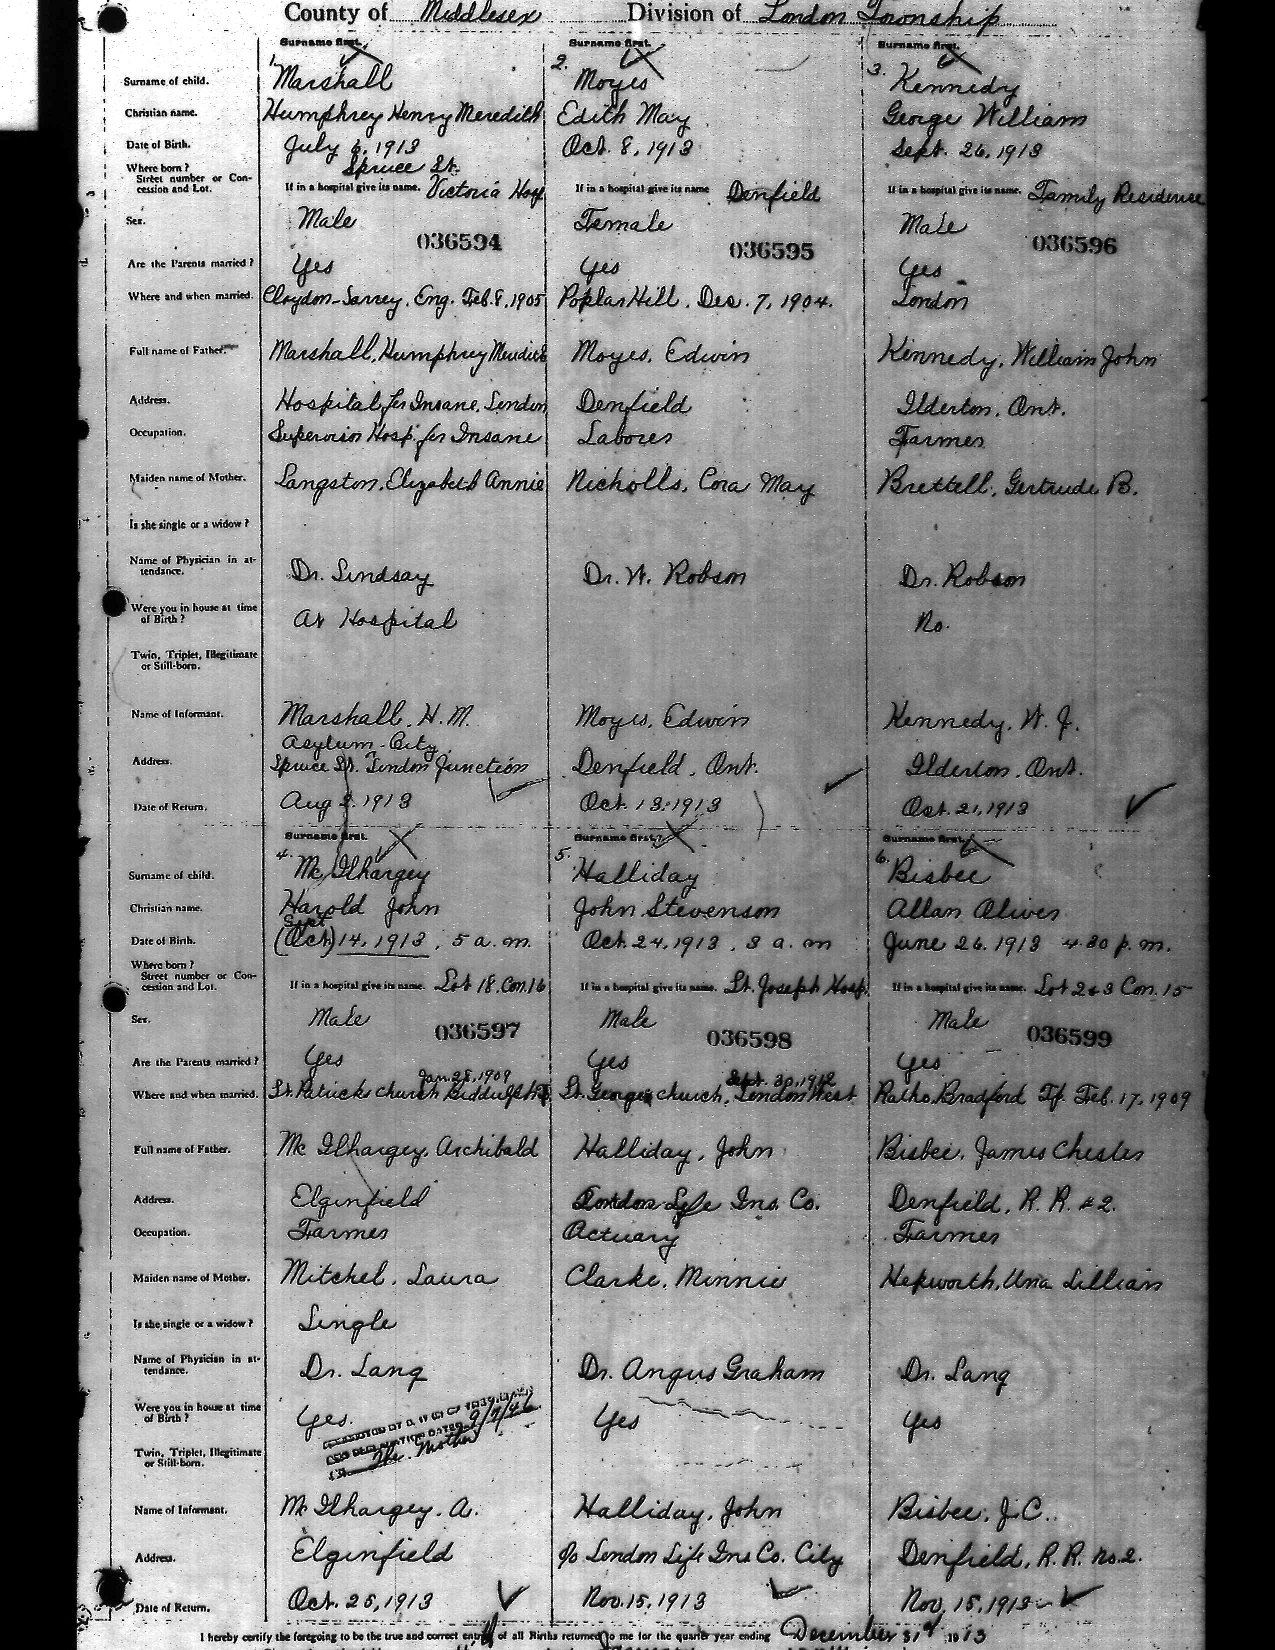 County of Middlesex Division of London Township
Surname first. Surname first. Surname first.
1. 2. 3.
Surname of child. Marshall Moyes Kennedy
Christian name. Humphrey Henry Meredith Edith May George William
Date of Birth. July 6, 1913 Oct. 8, 1913 Sept. 26, 1913
Where born? Spruce St.
Street number or Con- If in a hospital give its name. Victoria Hosp. If in a hospital give its name Denfield If in a hospital give its name. Family Residence
cession and Lot.
Sex. Male Female Male
036594 036595 036596
Are the Parents married? Yes Yes Yes
Where and when married. Cloydon-Surrey, Eng. Feb. 8, 1905 Poplar Hill. Dec. 7, 1904. London
Full name of Father. Marshall, Humphrey Meredith Moyes, Edwin Kennedy, William John
Address. Hospital for Insane, London Denfield Ilderton, Ont.
Occupation. Supervisor Hosp. for Insane Laborer Farmer
Maiden name of Mother. Langston, Elizabeth Annie Nicholls, Cora May Brettell, Gertrude B.
Is she single or a widow?
Name of Physician in at- Dr. Lindsay Dr. W. Robson Dr. Robson
tendance.
Were you in house at time At Hospital No.
of Birth?
Twin, Triplet, Illegitimate
or Still-born.
Name of Informant. Marshall, H. M. Moyes, Edwin Kennedy, W. J.
Asylum - City
Address. Spruce St. London Junction Denfield, Ont. Ilderton, Ont.
Date of Return. Aug 2, 1913 Oct. 13, 1913 Oct. 21, 1913
Surname first. Surname first. Surname first.
4. 5. 6.
Surname of child. Mc Ilhargey Halliday Bisbee
Christian name. Harold John John Stevenson Allan Oliver
Sept
Date of Birth. (Oct.) 14, 1913, 5 a.m. Oct. 24, 1913, 3 a.m June 26, 1913 4.30 p.m.
Where born?
Street number or Con- If in a hospital give its name. Lot 18. Con. 16 If in a hospital give its name. St. Joseph Hosp. If in a hospital give its name. Lot 2 & 3 Con. 15
cession and Lot.
Sex. Male Male Male
036597 036598 036599
Are the Parents married? Yes Yes Yes
Jan. 28, 1909 Sept. 30, 1912
Where and when married. St. Patricks Church Biddulph Tp St. George church, London West Ratho, Bradford Tp. Feb. 17, 1909
Full name of Father. Mc Ilhargey, Archibald Halliday, John Bisbee, James Chester
Address. Elginfield London Life Ins. Co. Denfield, R. R. #2.
Occupation. Farmer Actuary Farmer
Maiden name of Mother. Mitchel, Laura Clarke, Minnie Hepworth, Una Lillian
Is she single or a widow? Single
Name of Physician in at- Dr. Lang Dr. Angus Graham Dr. Lang
tendance.
Were you in house at time Yes. Yes Yes
of Birth?
DECLARATION DATED 9/7/46
The Mother
Twin, Triplet, Illegitimate
or Still-born.
Name of Informant. Mc Ilhargey, A. Halliday, John Bisbee, J. C.
Address. Elginfield c/o London Life Ins Co. City Denfield, R. R. No. 2.
Date of Return. Oct. 25, 1913 Nov. 15, 1913 Nov. 15, 1913
I hereby certify the foregoing to be the true and correct entries of all Births returned to me for the quarter year ending December 31st 1913